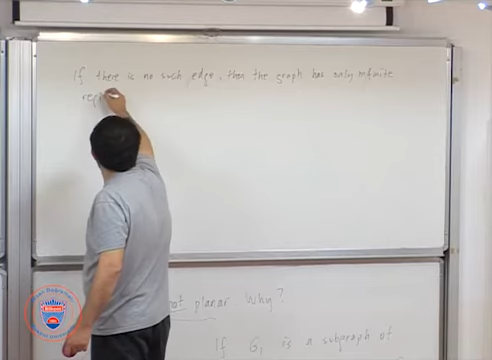 If there is no such edge, then the graph has only infinite
reg
not planar Why?
If G1 is a subgraph of